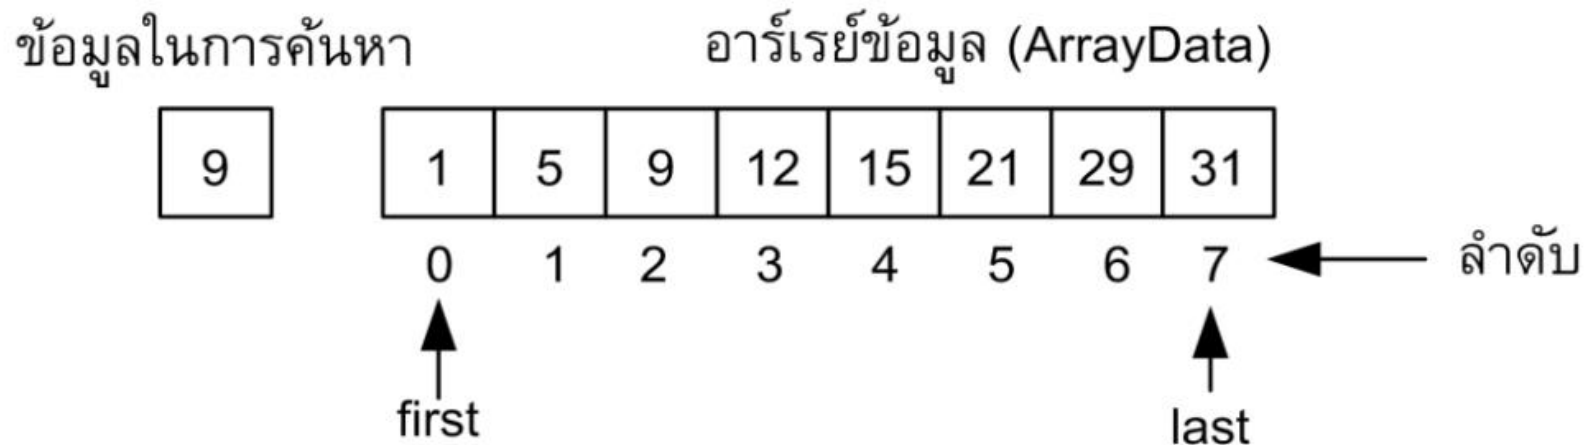 ข้อมูลในการค้นหา
อาร์เรย์ข้อมูล (ArrayData)
9 1 5 9 12 15 21 29 31
0 1 2 3 4 5 6 7 ลำดับ
first last